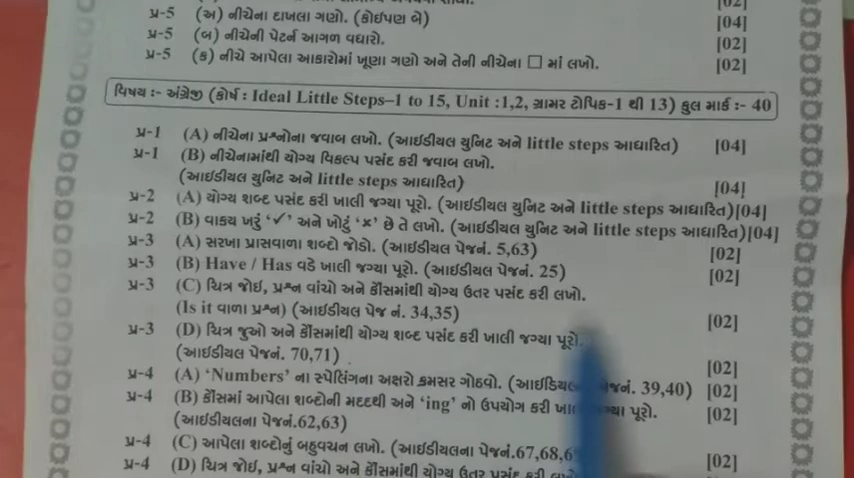 [02]
પ્ર-5 (અ) નીચેના દાખલા ગણો. (કોઈપણ બે) [04]
પ્ર-5 (બ) નીચેની પેટર્ન આગળ વધારો. [02]
પ્ર-5 (ક) નીચે આપેલા આકારોમાં ખૂણા ગણો અને તેની નીચેના □ માં લખો. [02]
વિષય :- અંગ્રેજી (કોર્ષ : Ideal Little Steps–1 to 15, Unit :1,2, ગ્રામર ટોપિક-1 થી 13) કુલ માર્ક :- 40
પ્ર-1 (A) નીચેના પ્રશ્નોના જવાબ લખો. (આઈડીયલ યુનિટ અને little steps આધારિત) [04]
પ્ર-1 (B) નીચેનામાંથી યોગ્ય વિકલ્પ પસંદ કરી જવાબ લખો.
(આઈડીયલ યુનિટ અને little steps આધારિત) [04]
પ્ર-2 (A) યોગ્ય શબ્દ પસંદ કરી ખાલી જગ્યા પૂરો. (આઈડીયલ યુનિટ અને little steps આધારિત)[04]
પ્ર-2 (B) વાક્ય ખરું ‘✓’ અને ખોટું ‘×’ છે તે લખો. (આઈડીયલ યુનિટ અને little steps આધારિત)[04]
પ્ર-3 (A) સરખા પ્રાસવાળા શબ્દો જોડો. (આઈડીયલ પેજનં. 5,63) [02]
પ્ર-3 (B) Have / Has વડે ખાલી જગ્યા પૂરો. (આઈડીયલ પેજનં. 25) [02]
પ્ર-3 (C) ચિત્ર જોઈ, પ્રશ્ન વાંચો અને કૌંસમાંથી યોગ્ય ઉતર પસંદ કરી લખો.
(Is it વાળા પ્રશ્ન) (આઈડીયલ પેજ નં. 34,35) [02]
પ્ર-3 (D) ચિત્ર જુઓ અને કૌંસમાંથી યોગ્ય શબ્દ પસંદ કરી ખાલી જગ્યા પૂરો.
(આઈડીયલ પેજનં. 70,71) [02]
પ્ર-4 (A) ‘Numbers’ ના સ્પેલિંગના અક્ષરો ક્રમસર ગોઠવો. પેજનં. 39,40) [02]
પ્ર-4 (B) કૌંસમાં આપેલા શબ્દોની મદદથી અને ‘ing’ નો ઉપયોગ કરી પૂરો. [02]
(આઈડીયલના પેજનં.62,63)
પ્ર-4 (C) આપેલા શબ્દોનું બહુવચન લખો. (આઈડીયલના પેજનં.67,68, [02]
પ્ર-4 (D) ચિત્ર જોઈ, પ્રશ્ન વાંચો અને કૌંસમાંથી યોગ્ય ઉતર પસંદ કરી